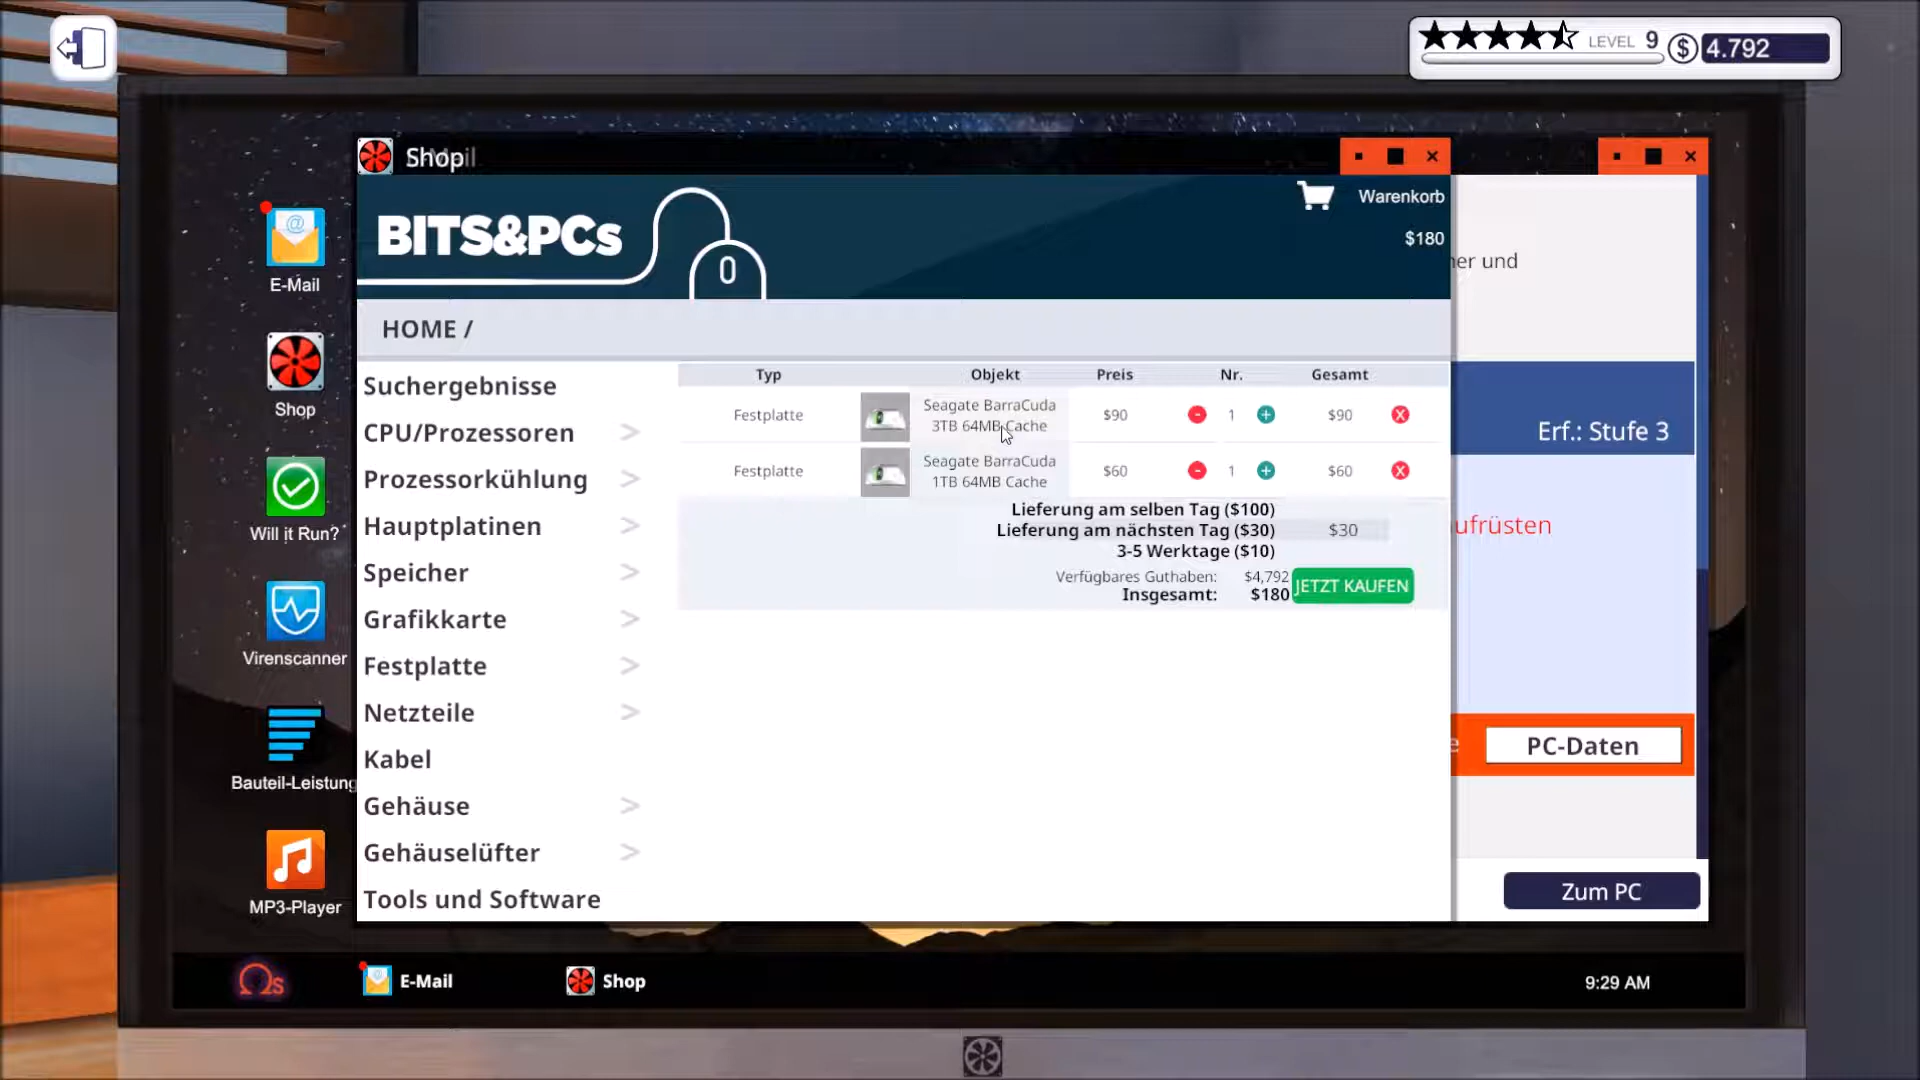 LEVEL 9 $ 4.792
Shop
BITS&PCs
Warenkorb
$180
HOME /
Suchergebnisse
CPU/Prozessoren >
Prozessorkühlung >
Hauptplatinen >
Speicher >
Grafikkarte >
Festplatte >
Netzteile >
Kabel
Gehäuse >
Gehäuselüfter >
Tools und Software
Typ Objekt Preis Nr. Gesamt
Festplatte Seagate BarraCuda
3TB 64MB Cache $90 - 1 + $90 X
Festplatte Seagate BarraCuda
1TB 64MB Cache $60 - 1 + $60 X
Lieferung am selben Tag ($100)
Lieferung am nächsten Tag ($30) $30
3-5 Werktage ($10)
Verfügbares Guthaben: $4,792
Insgesamt: $180
JETZT KAUFEN
er und
Erf.: Stufe 3
ufrüsten
e PC-Daten
Zum PC
E-Mail
Shop
Will it Run?
Virenscanner
Bauteil-Leistung
MP3-Player
Ωs E-Mail Shop 9:29 AM